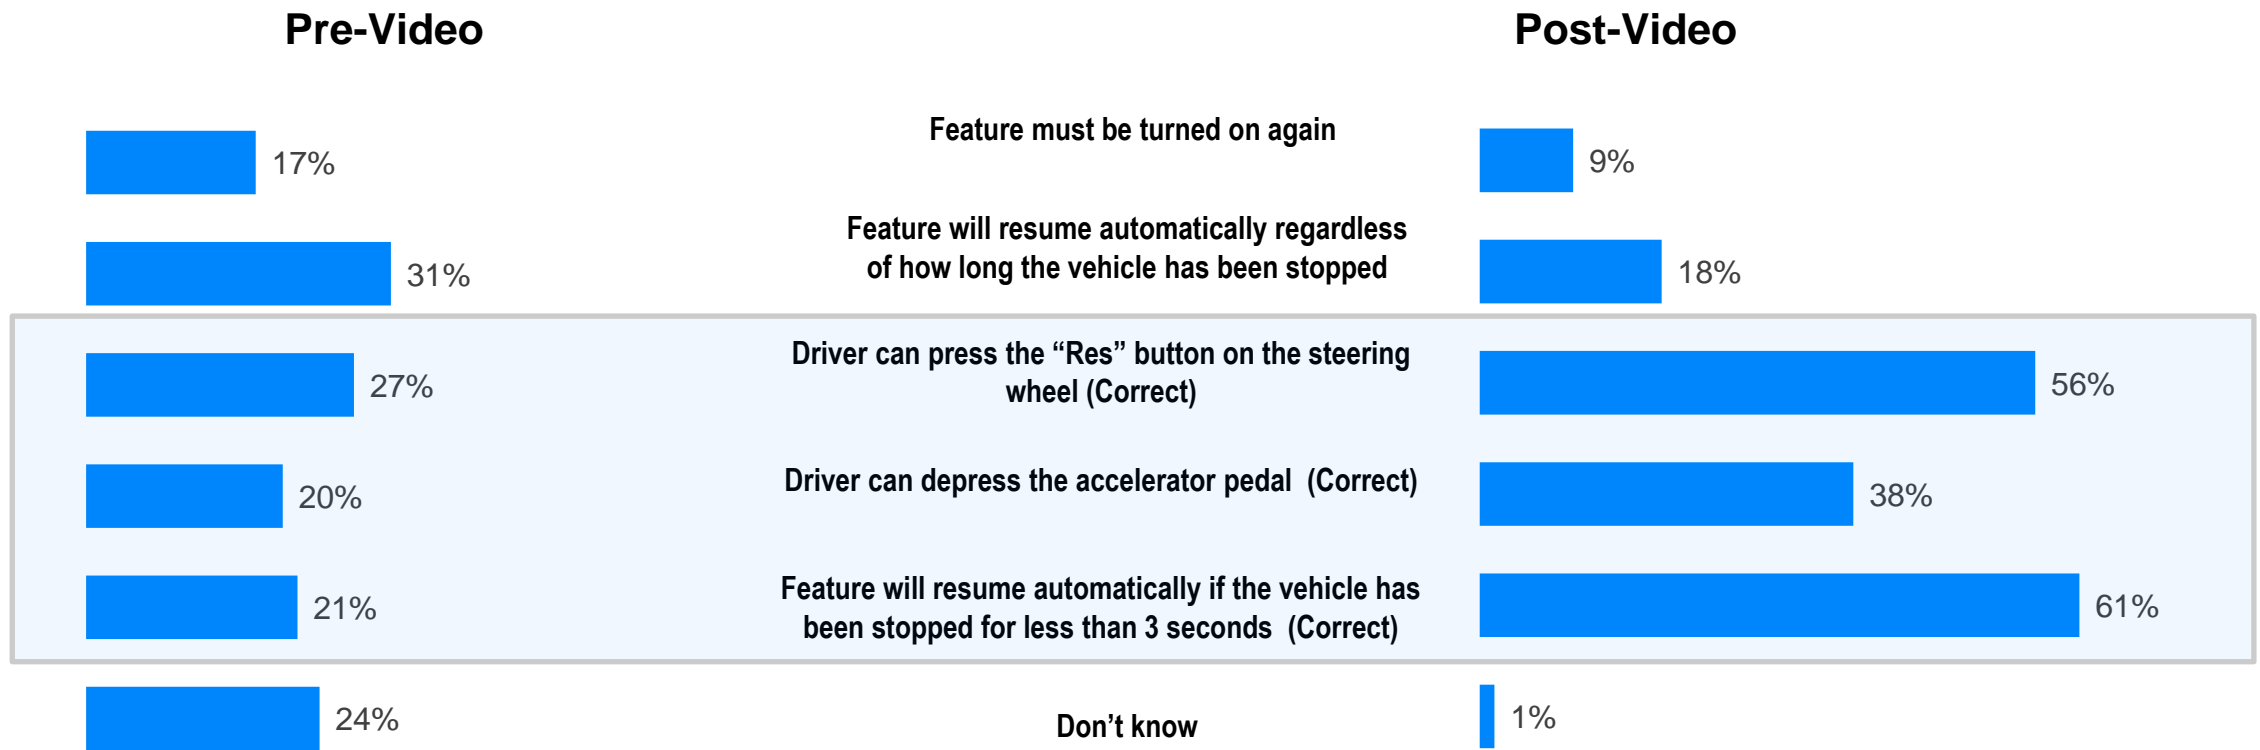 Pre-Video
Post-Video
17%
Feature must be turned on again
9%
31%
Feature will resume automatically regardless
of how long the vehicle has been stopped
18%
27%
Driver can press the “Res” button on the steering
wheel (Correct)
56%
20%
Driver can depress the accelerator pedal  (Correct)
38%
21%
Feature will resume automatically if the vehicle has
been stopped for less than 3 seconds  (Correct)
61%
24%
Don’t know
1%